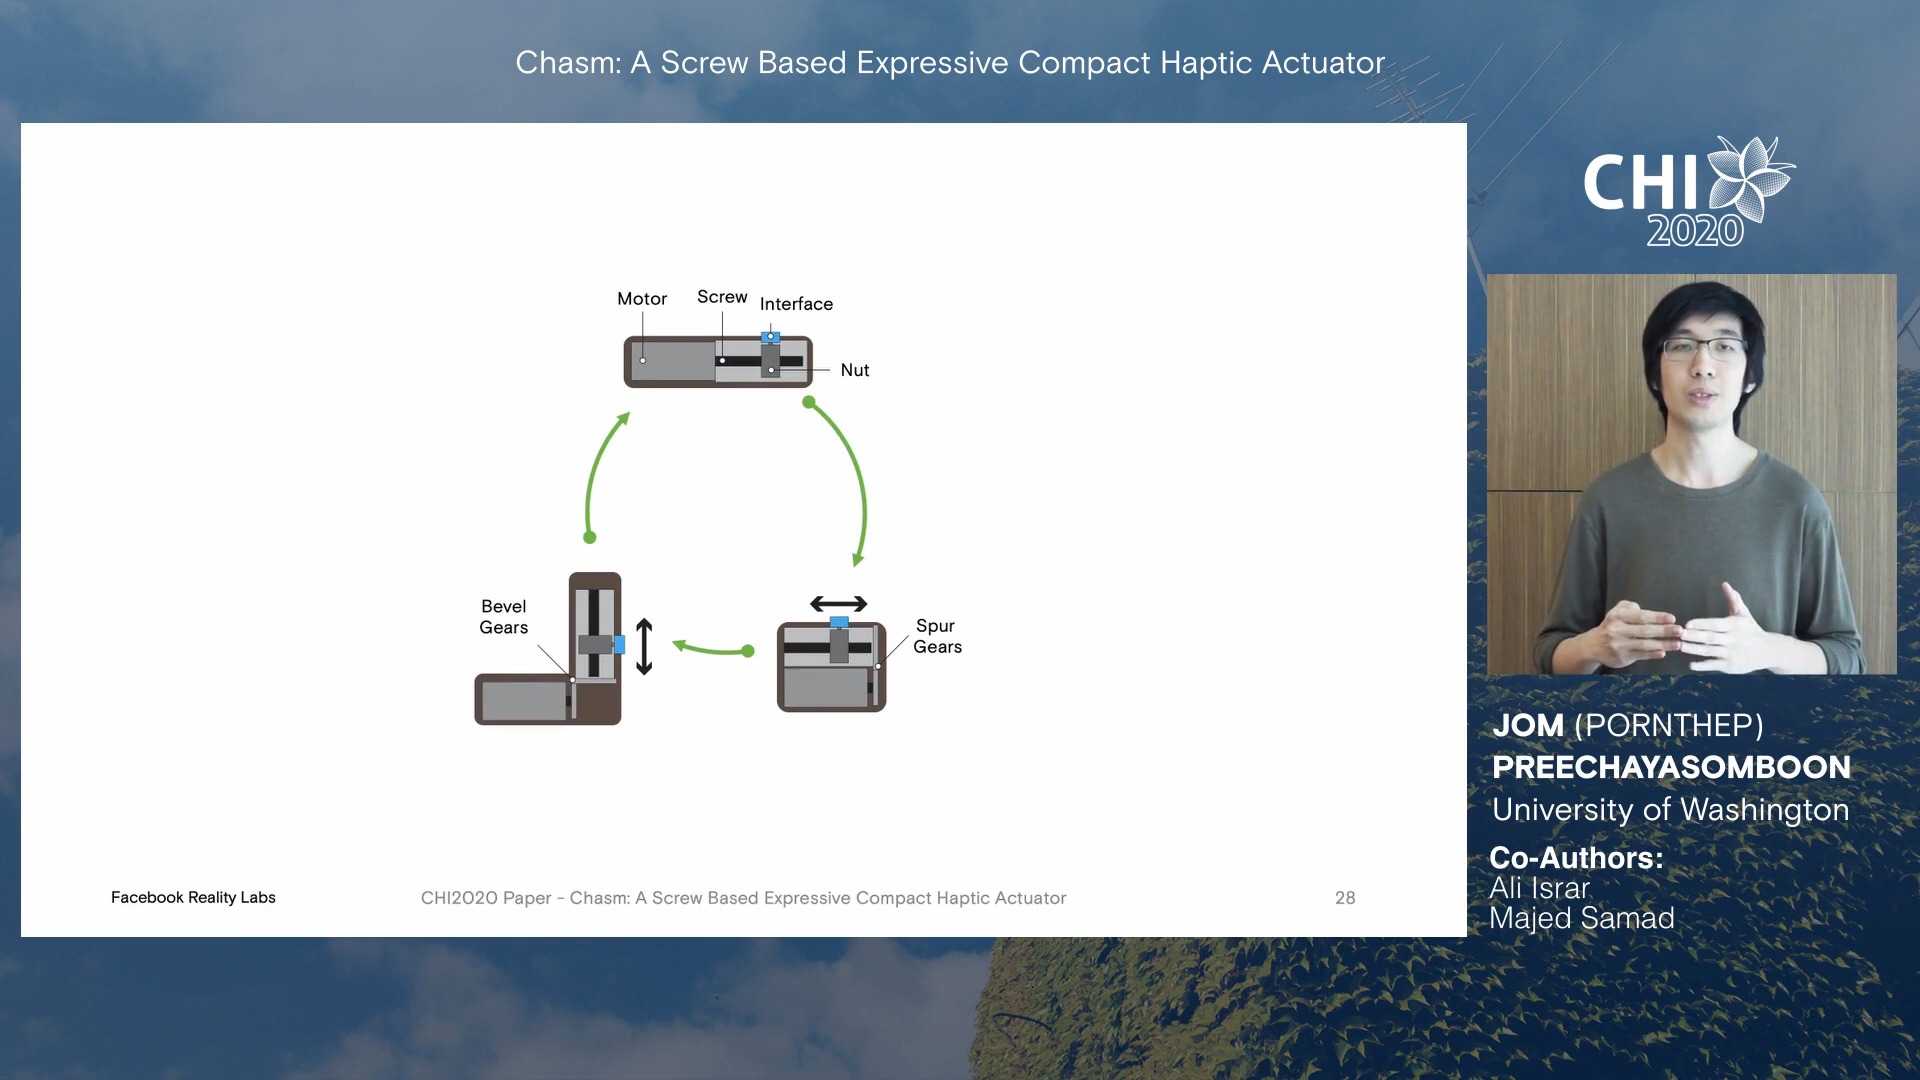 Chasm: A Screw Based Expressive Compact Haptic Actuator
CHI
2020
Motor
Screw
Interface
Nut
Bevel
Gears
Spur
Gears
Facebook Reality Labs
CHI2020 Paper - Chasm: A Screw Based Expressive Compact Haptic Actuator
28
JOM (PORNTHEP)
PREECHAYASOMBOON
University of Washington
Co-Authors:
Ali Israr
Majed Samad